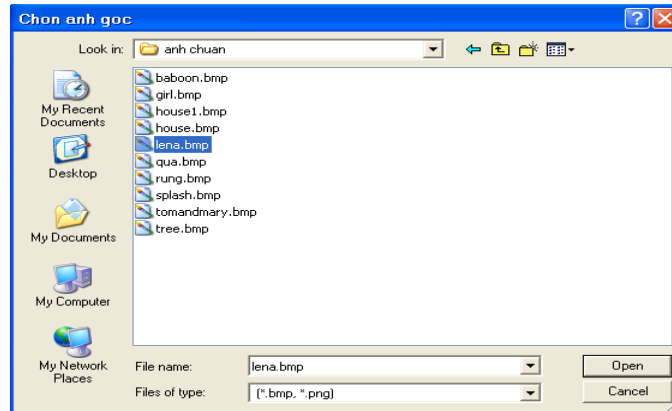 Chon anh goc
Look in:
anh chuan
My Recent
Documents
Desktop
My Documents
My Computer
My Network
Places
baboon.bmp
girl.bmp
house1.bmp
house.bmp
lena.bmp
qua.bmp
rung.bmp
splash.bmp
tomandmary.bmp
tree.bmp
File name:
lena.bmp
Open
Files of type:
(*.bmp, *.png)
Cancel